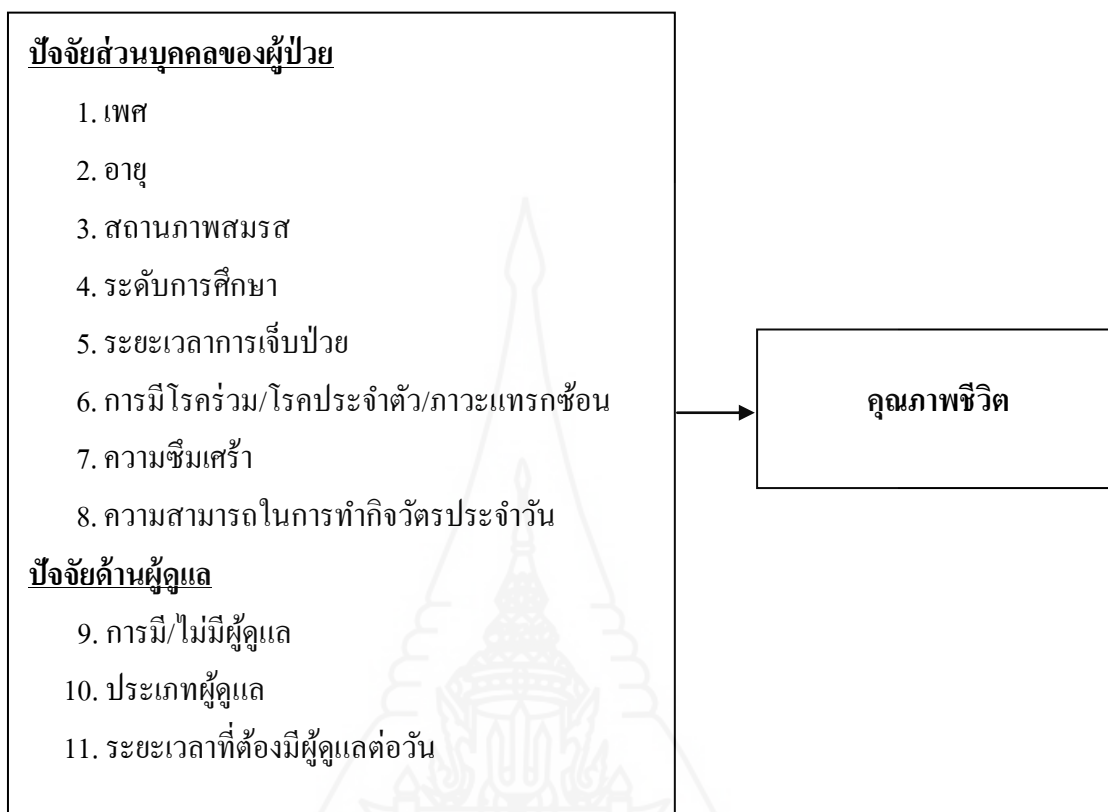 ปัจจัยส่วนบุคคลของผู้ป่วย
1. เพศ
2. อายุ
3. สถานภาพสมรส
4. ระดับการศึกษา
5. ระยะเวลาการเจ็บป่วย
6. การมีโรคร่วม/โรคประจำตัว/ภาวะแทรกซ้อน
7. ความซึมเศร้า
8. ความสามารถในการทำกิจวัตรประจำวัน
ปัจจัยด้านผู้ดูแล
9. การมี/ไม่มีผู้ดูแล
10. ประเภทผู้ดูแล
11. ระยะเวลาที่ต้องมีผู้ดูแลต่อวัน
คุณภาพชีวิต